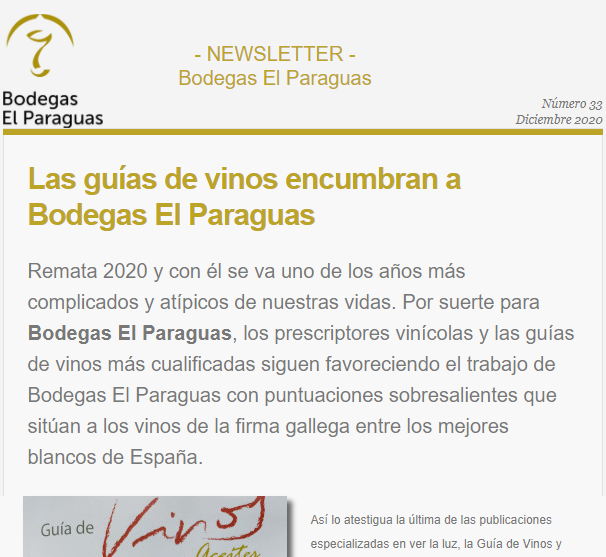 - NEWSLETTER -
Bodegas El Paraguas
Bodegas
El Paraguas
Número 33
Diciembre 2020
Las guías de vinos encumbran a
Bodegas El Paraguas
Remata 2020 y con él se va uno de los años más
complicados y atípicos de nuestras vidas. Por suerte para
Bodegas El Paraguas, los prescriptores vinícolas y las guías
de vinos más cualificadas siguen favoreciendo el trabajo de
Bodegas El Paraguas con puntuaciones sobresalientes que
sitúan a los vinos de la firma gallega entre los mejores
blancos de España.
Guía de
Vinos
Aceites
Así lo atestigua la última de las publicaciones
especializadas en ver la luz, la Guía de Vinos y